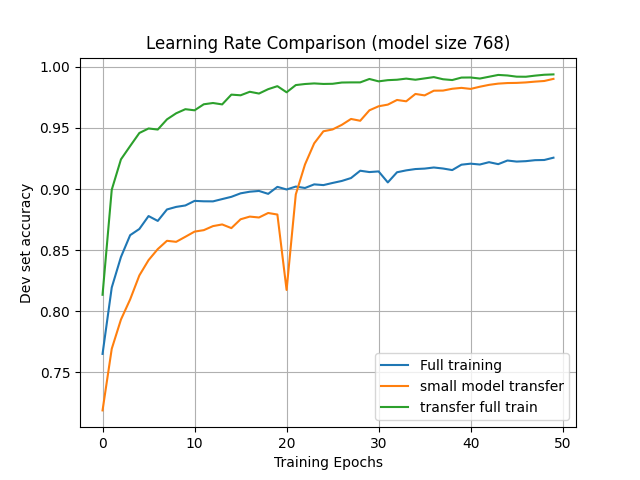 Learning Rate Comparison (model size 768)
1.00
0.95
0.90
0.85
0.80
0.75
Dev set accuracy
Full training
small model transfer
transfer full train
0 10 20 30 40 50
Training Epochs